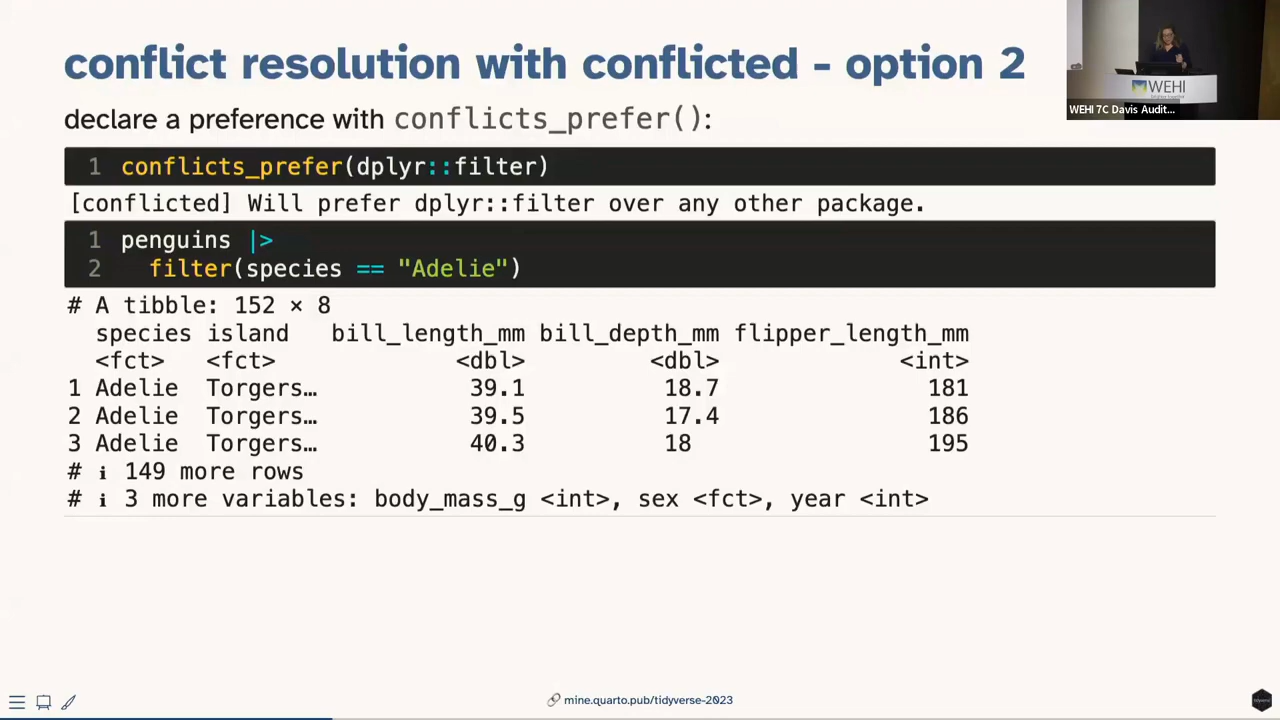 conflict resolution with conflicted - option 2
declare a preference with conflicts_prefer():
1 conflicts_prefer(dplyr::filter)
[conflicted] Will prefer dplyr::filter over any other package.
1 penguins |>
2 filter(species == "Adelie")
# A tibble: 152 × 8
species island bill_length_mm bill_depth_mm flipper_length_mm
<fct> <fct> <dbl> <dbl> <int>
1 Adelie Torgers… 39.1 18.7 181
2 Adelie Torgers… 39.5 17.4 186
3 Adelie Torgers… 40.3 18 195
# ℹ 149 more rows
# ℹ 3 more variables: body_mass_g <int>, sex <fct>, year <int>
WEHI
WEHI 7C Davis Audit...
mine.quarto.pub/tidyverse-2023
tidyverse